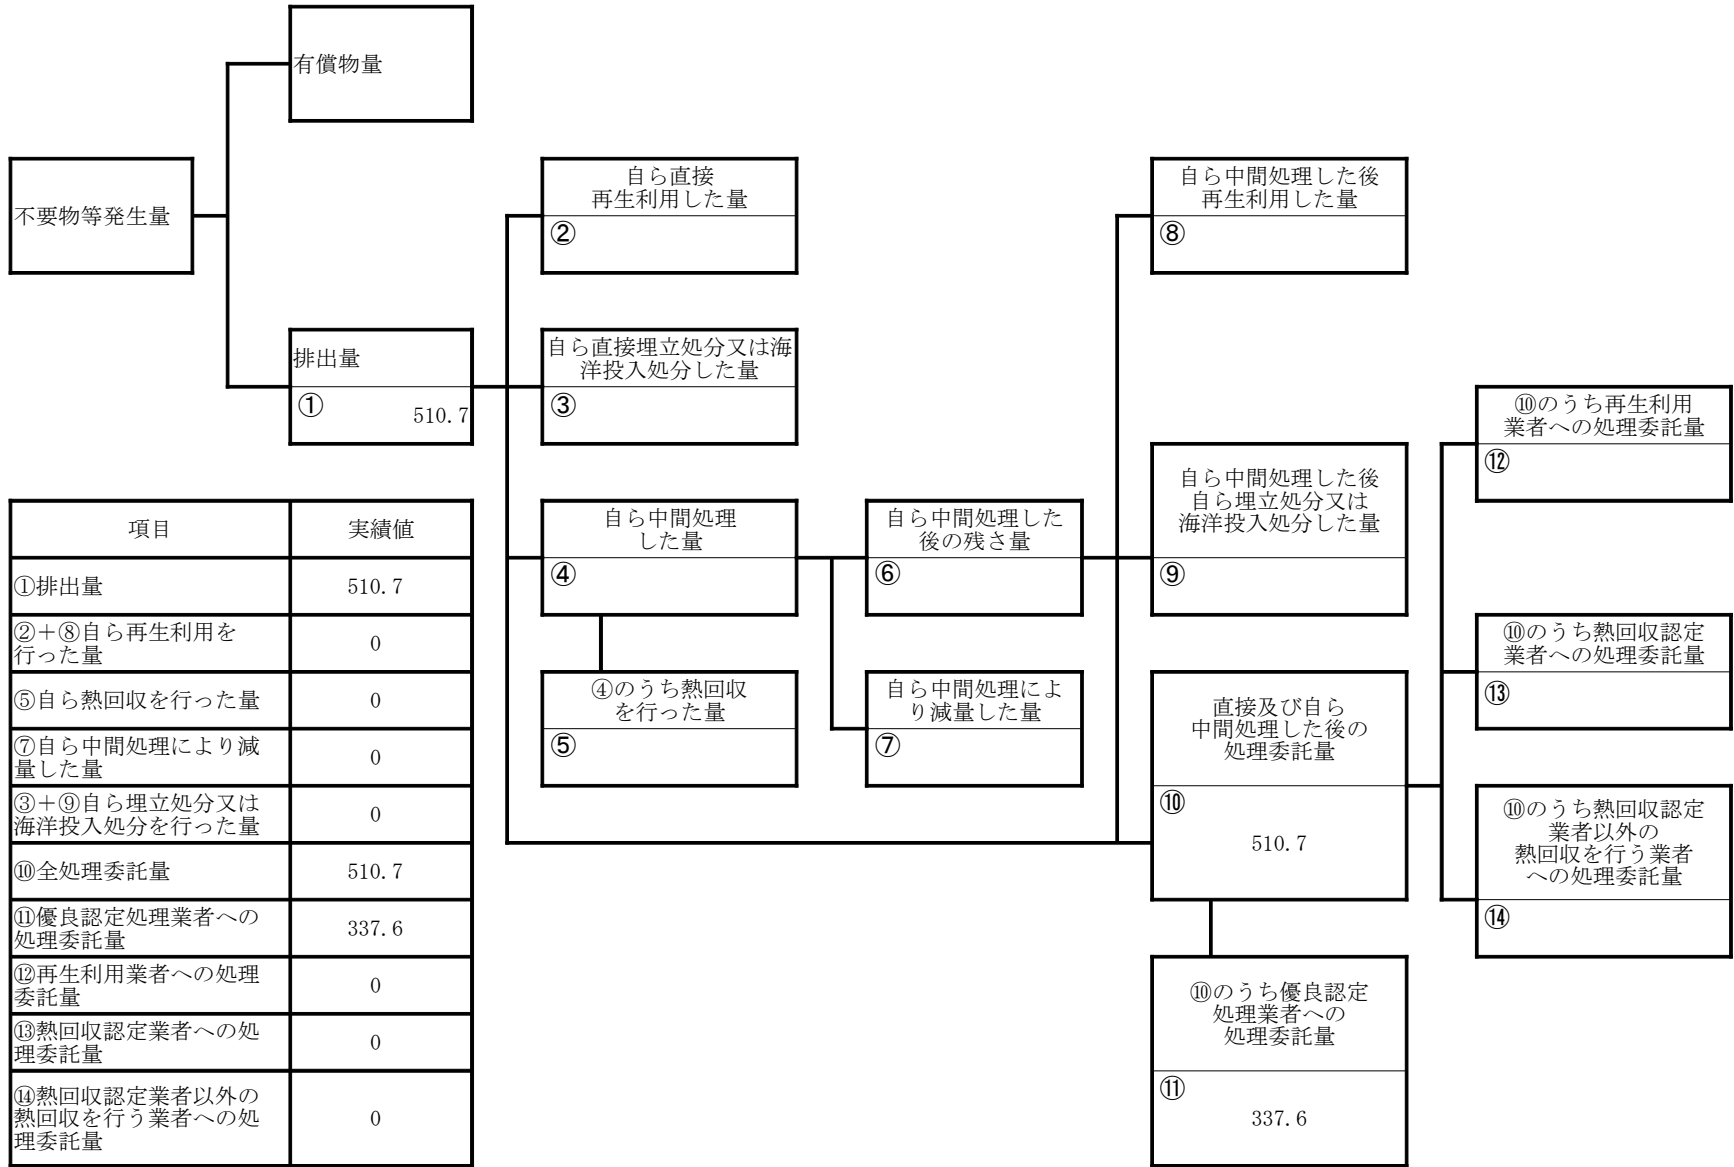 有償物量
不要物等発生量
自ら直接
再生利用した量
②
自ら中間処理した後
再生利用した量
⑧
排出量
① 510.7
自ら直接埋立処分又は海
洋投入処分した量
③
⑩のうち再生利用
業者への処理委託量
⑫
自ら中間処理
した量
④
自ら中間処理した
後の残さ量
⑥
自ら中間処理した後
自ら埋立処分又は
海洋投入処分した量
⑨
⑩のうち熱回収認定
業者への処理委託量
⑬
④のうち熱回収
を行った量
⑤
自ら中間処理によ
り減量した量
⑦
直接及び自ら
中間処理した後の
処理委託量
⑩
510.7
⑩のうち熱回収認定
業者以外の
熱回収を行う業者
への処理委託量
⑭
⑩のうち優良認定
処理業者への
処理委託量
⑪
337.6
項目 実績値
①排出量 510.7
②+⑧自ら再生利用を
行った量 0
⑤自ら熱回収を行った量 0
⑦自ら中間処理により減
量した量 0
③+⑨自ら埋立処分又は
海洋投入処分を行った量 0
⑩全処理委託量 510.7
⑪優良認定処理業者への
処理委託量 337.6
⑫再生利用業者への処理
委託量 0
⑬熱回収認定業者への処
理委託量 0
⑭熱回収認定業者以外の
熱回収を行う業者への処
理委託量 0